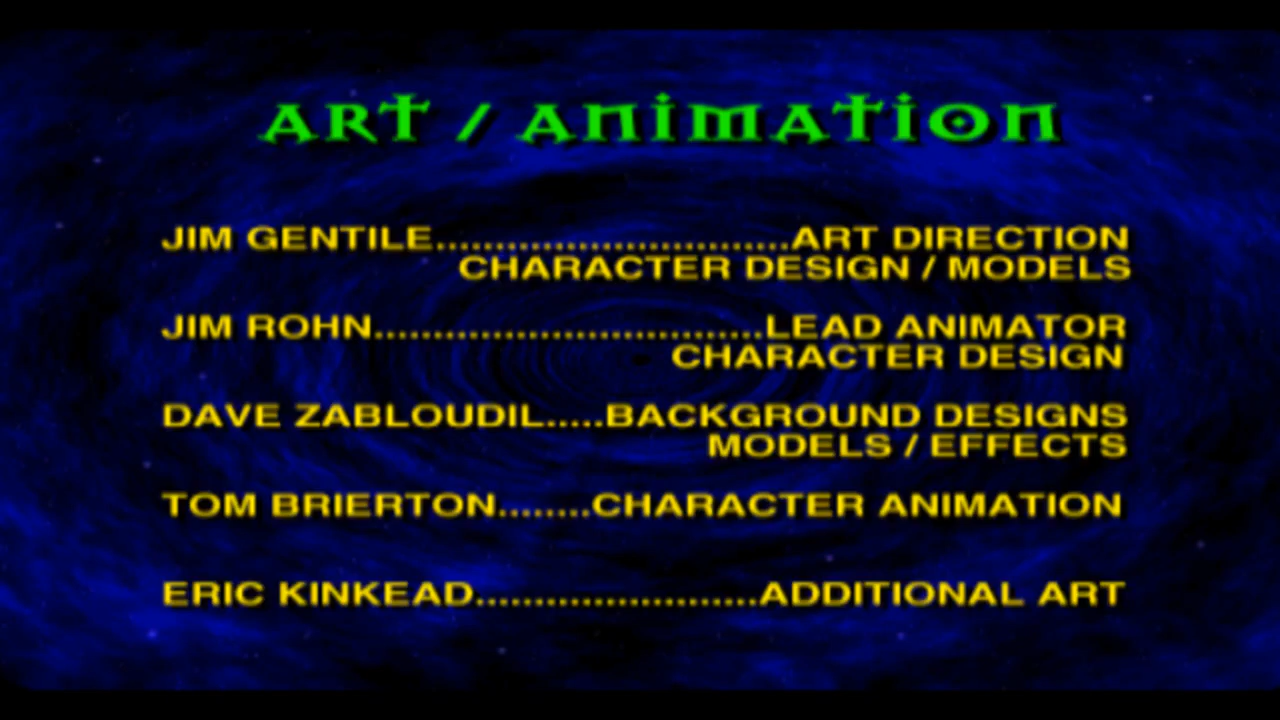 ART / ANIMATION
JIM GENTILE..............................ART DIRECTION
CHARACTER DESIGN / MODELS
JIM ROHN.................................LEAD ANIMATOR
CHARACTER DESIGN
DAVE ZABLOUDIL.....BACKGROUND DESIGNS
MODELS / EFFECTS
TOM BRIERTON........CHARACTER ANIMATION
ERIC KINKEAD........................ADDITIONAL ART